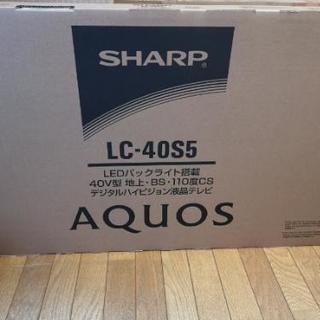 SHARP
LC-40S5
LEDバックライト搭載
40V型 地上・BS・110度CS
デジタルハイビジョン液晶テレビ
AQUOS